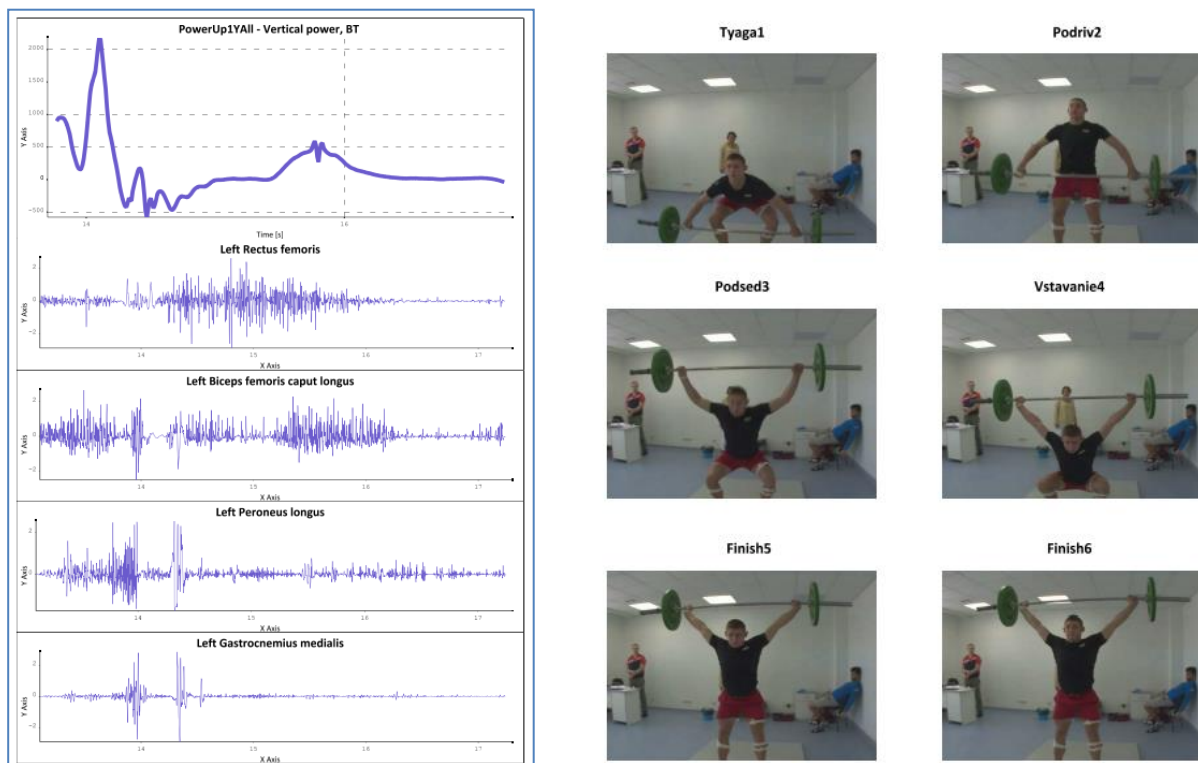 PowerUp1YAll - Vertical power, BT
2000
1500
1000
500
0
-500
Y Axis
14
16
Time [s]
Left Rectus femoris
2
0
-2
Y Axis
14
15
16
17
X Axis
Left Biceps femoris caput longus
2
0
-2
Y Axis
14
15
16
17
X Axis
Left Peroneus longus
2
0
Y Axis
14
15
16
17
X Axis
Left Gastrocnemius medialis
2
0
-2
Y Axis
14
15
16
17
X Axis
Tyaga1
Podriv2
Podsed3
Vstavanie4
Finish5
Finish6